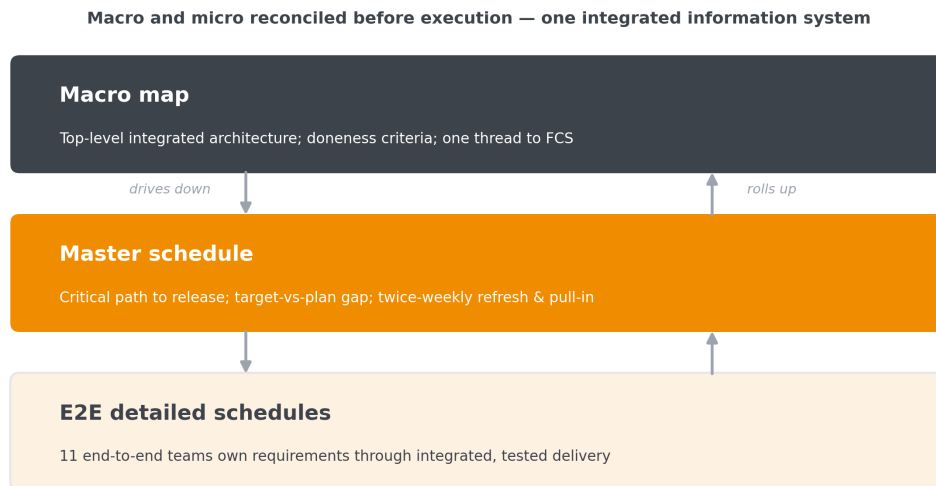 Macro and micro reconciled before execution — one integrated information system
Macro map
Top-level integrated architecture; doneness criteria; one thread to FCS
drives down
rolls up
Master schedule
Critical path to release; target-vs-plan gap; twice-weekly refresh & pull-in
E2E detailed schedules
11 end-to-end teams own requirements through integrated, tested delivery